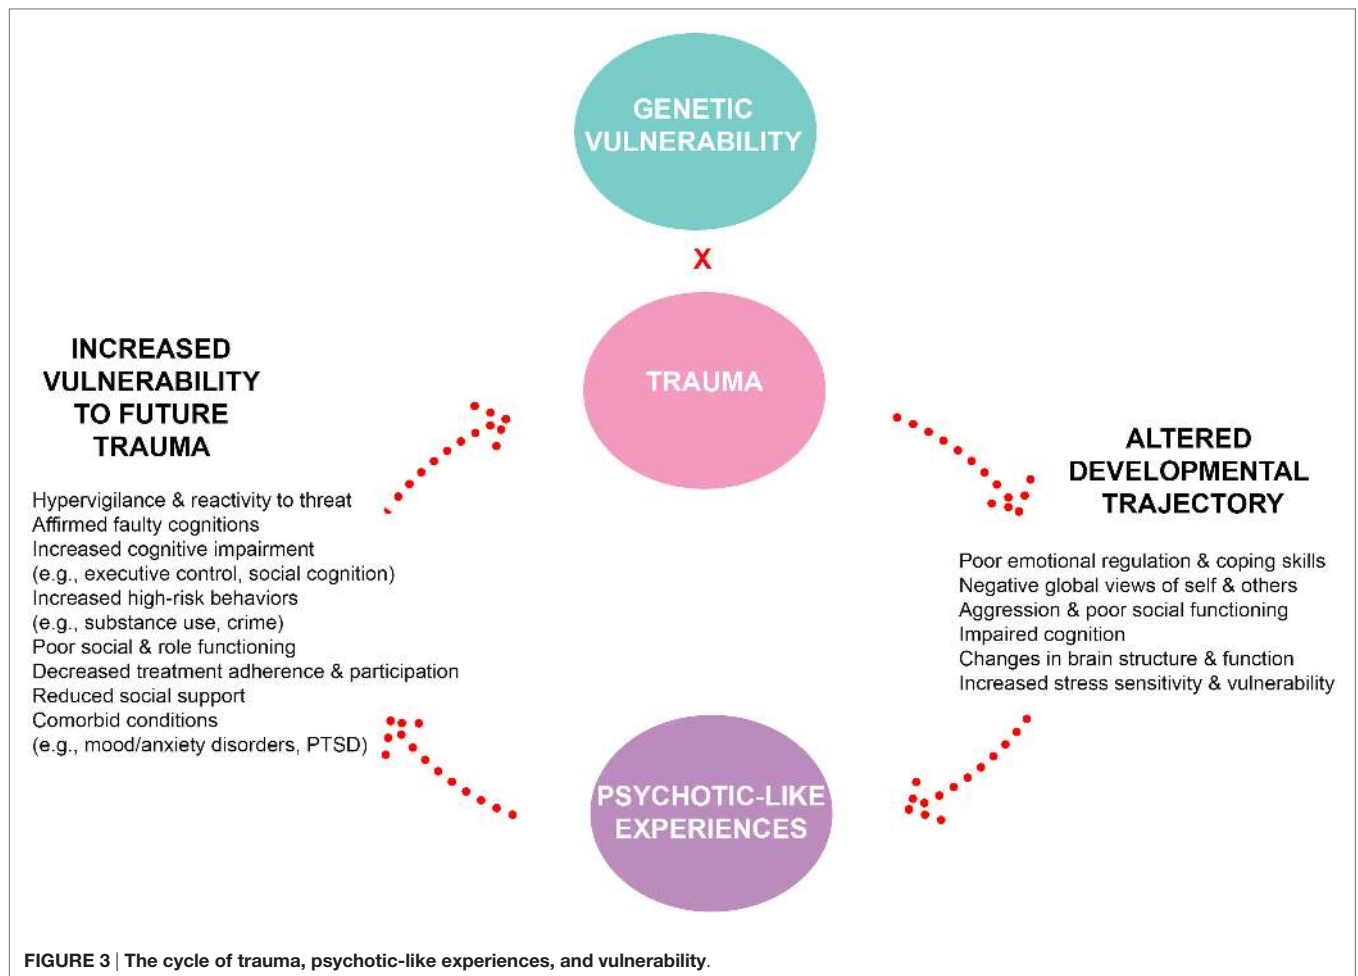 GENETIC
VULNERABILITY
X
TRAUMA
INCREASED
VULNERABILITY
TO FUTURE
TRAUMA
Hypervigilance & reactivity to threat
Affirmed faulty cognitions
Increased cognitive impairment
(e.g., executive control, social cognition)
Increased high-risk behaviors
(e.g., substance use, crime)
Poor social & role functioning
Decreased treatment adherence & participation
Reduced social support
Comorbid conditions
(e.g., mood/anxiety disorders, PTSD)
ALTERED
DEVELOPMENTAL
TRAJECTORY
Poor emotional regulation & coping skills
Negative global views of self & others
Aggression & poor social functioning
Impaired cognition
Changes in brain structure & function
Increased stress sensitivity & vulnerability
PSYCHOTIC-LIKE
EXPERIENCES
FIGURE 3 | The cycle of trauma, psychotic-like experiences, and vulnerability.